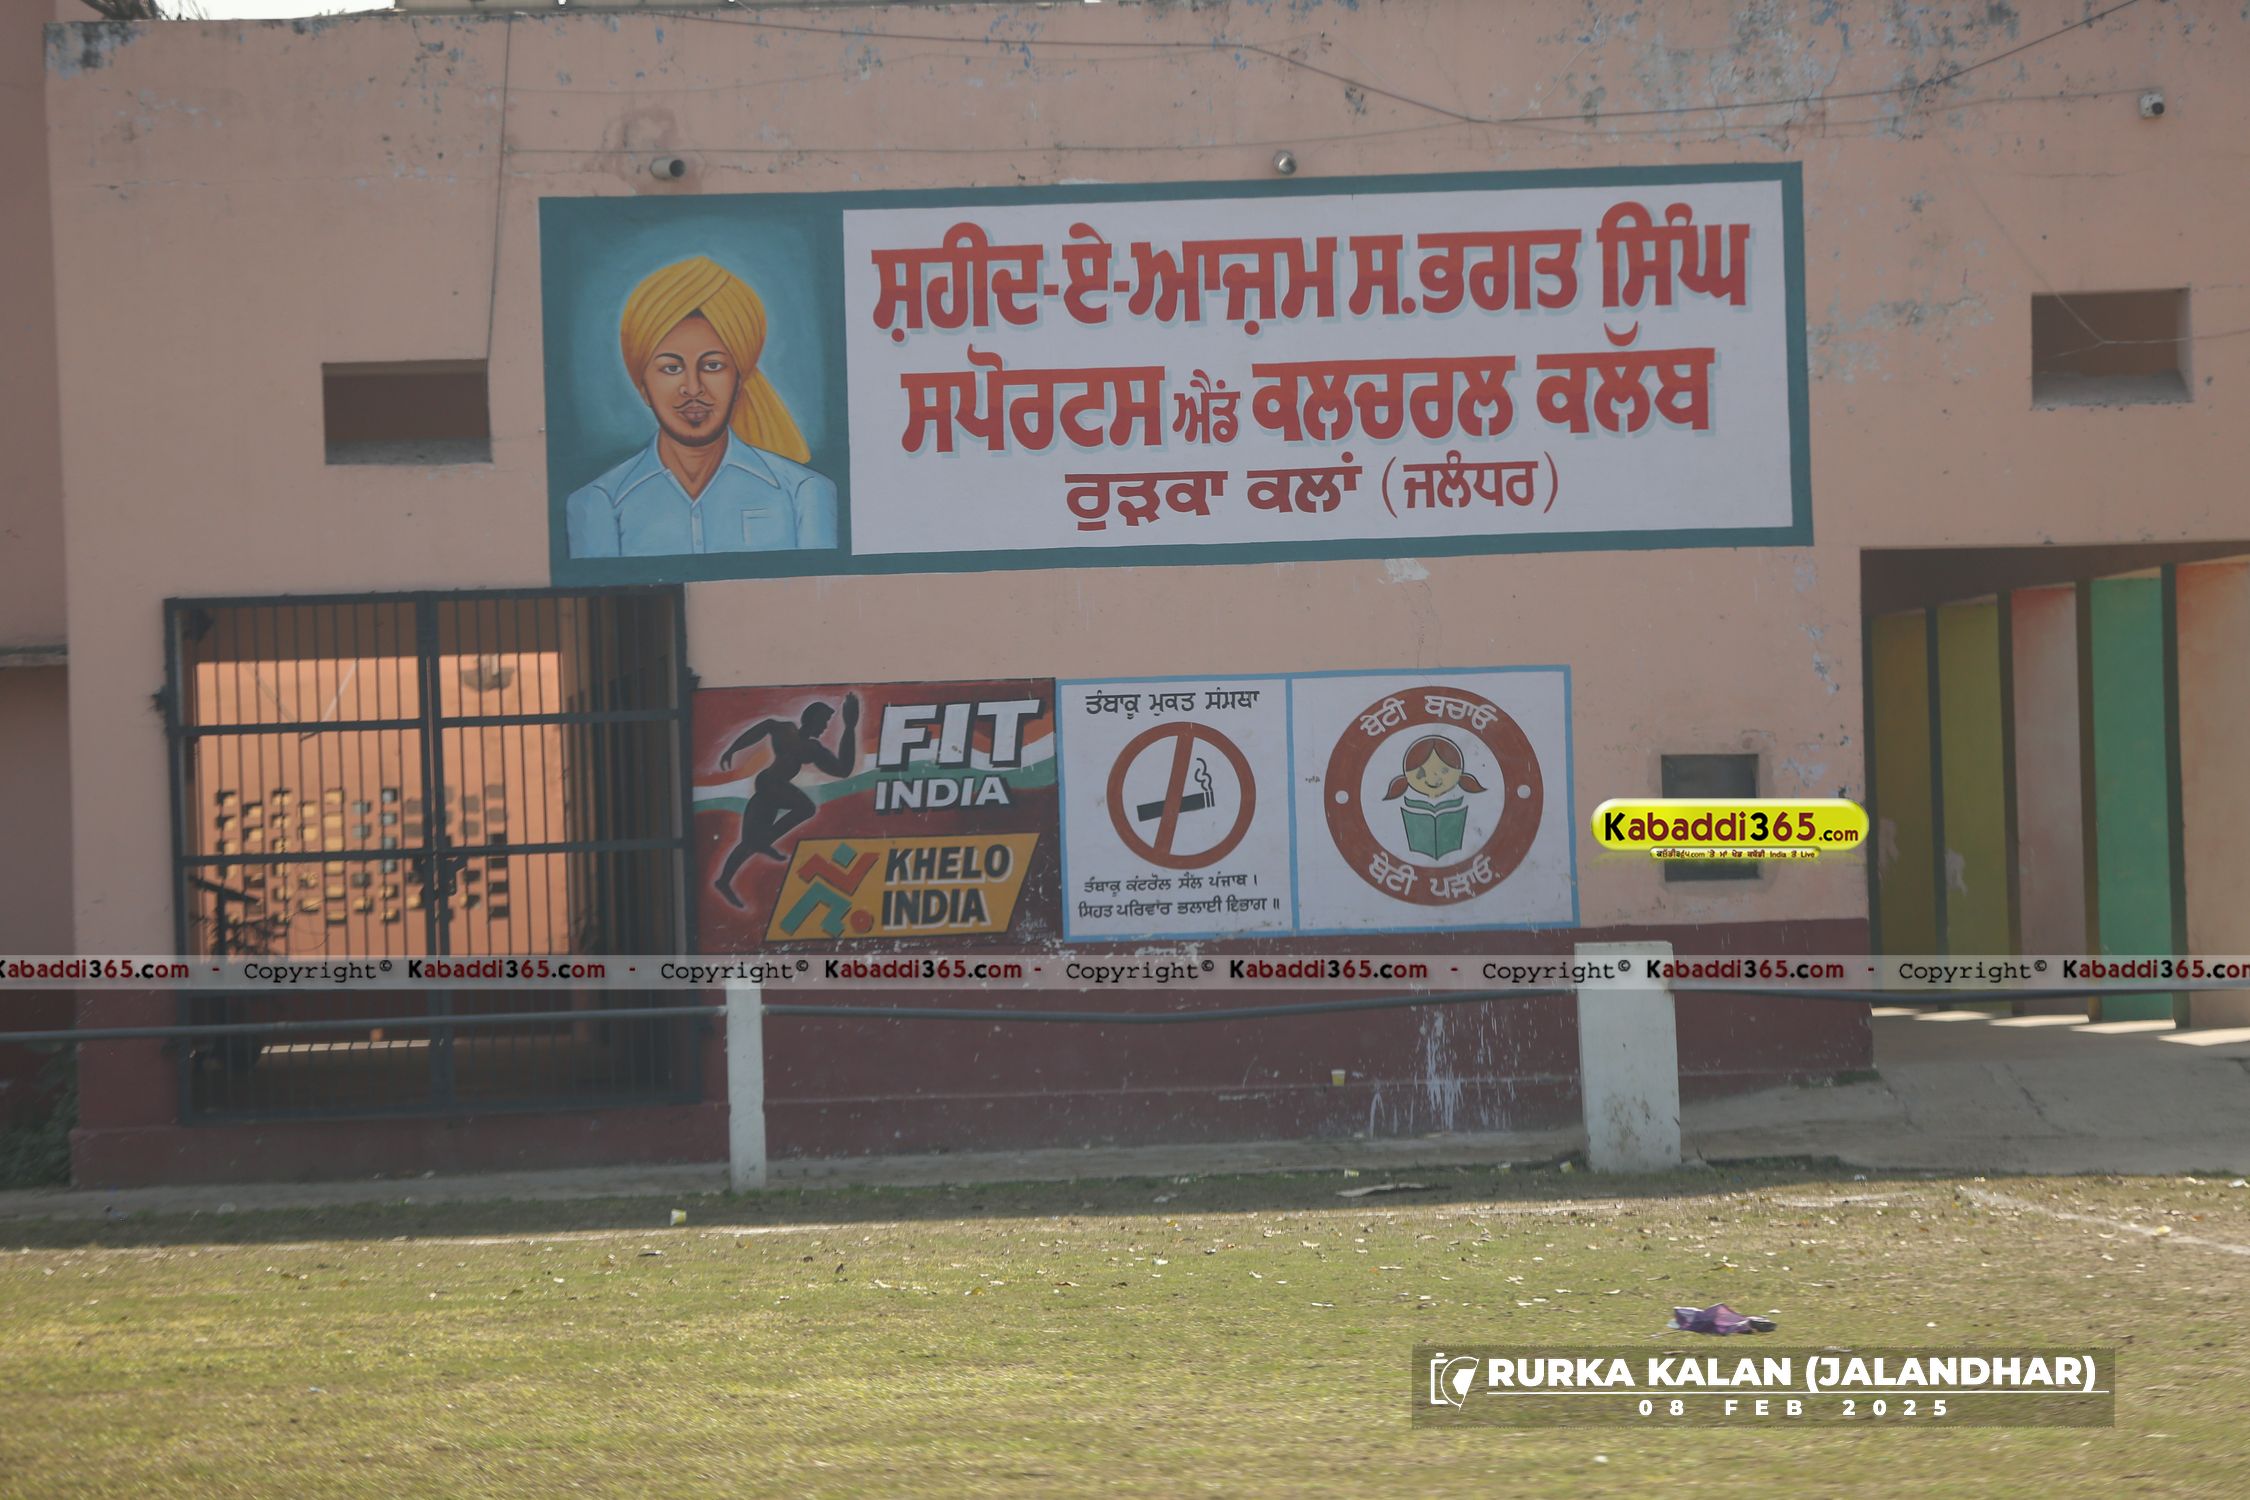 ਸ਼ਹੀਦ-ਏ-ਆਜ਼ਮ ਸ.ਭਗਤ ਸਿੰਘ
ਸਪੋਰਟਸ ਐਂਡ ਕਲਚਰਲ ਕਲੱਬ
ਰੁੜਕਾ ਕਲਾਂ (ਜਲੰਧਰ)
FIT
INDIA
KHELO
INDIA
ਤੰਬਾਕੂ ਮੁਕਤ ਸੰਸਥਾ
ਤੰਬਾਕੂ ਕੰਟਰੋਲ ਸੈੱਲ ਪੰਜਾਬ।
ਸਿਹਤ ਪਰਿਵਾਰ ਭਲਾਈ ਵਿਭਾਗ॥
ਬੇਟੀ ਬਚਾਓ
ਬੇਟੀ ਪੜ੍ਹਾਓ
Kabaddi365.com
Kabaddi365.com - Copyright© Kabaddi365.com - Copyright© Kabaddi365.com - Copyright© Kabaddi365.com - Copyright© Kabaddi365.com - Copyright© Kabaddi365.com
RURKA KALAN (JALANDHAR)
08 FEB 2025